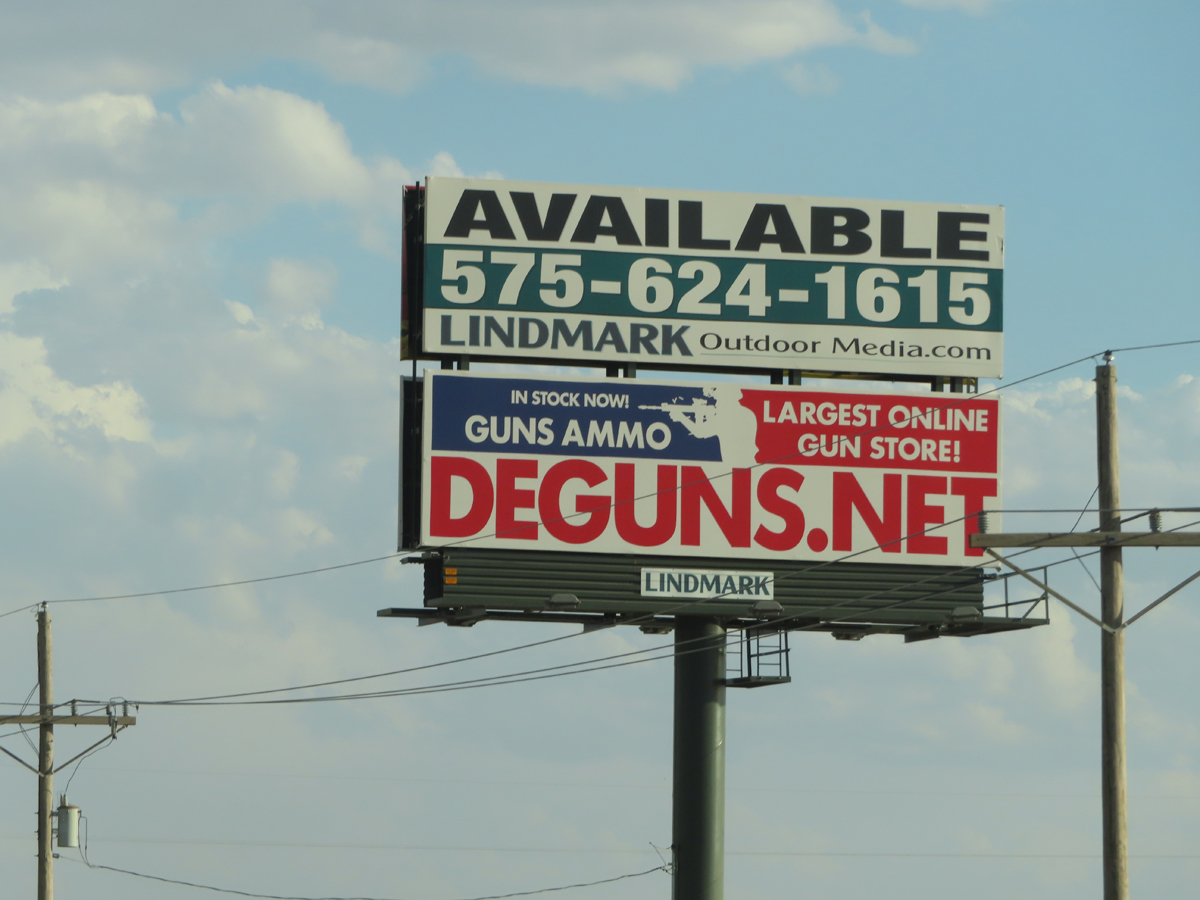 AVAILABLE
575-624-1615
LINDMARK Outdoor Media.com
IN STOCK NOW!
GUNS AMMO
LARGEST ONLINE
GUN STORE!
DEGUNS.NET
LINDMARK